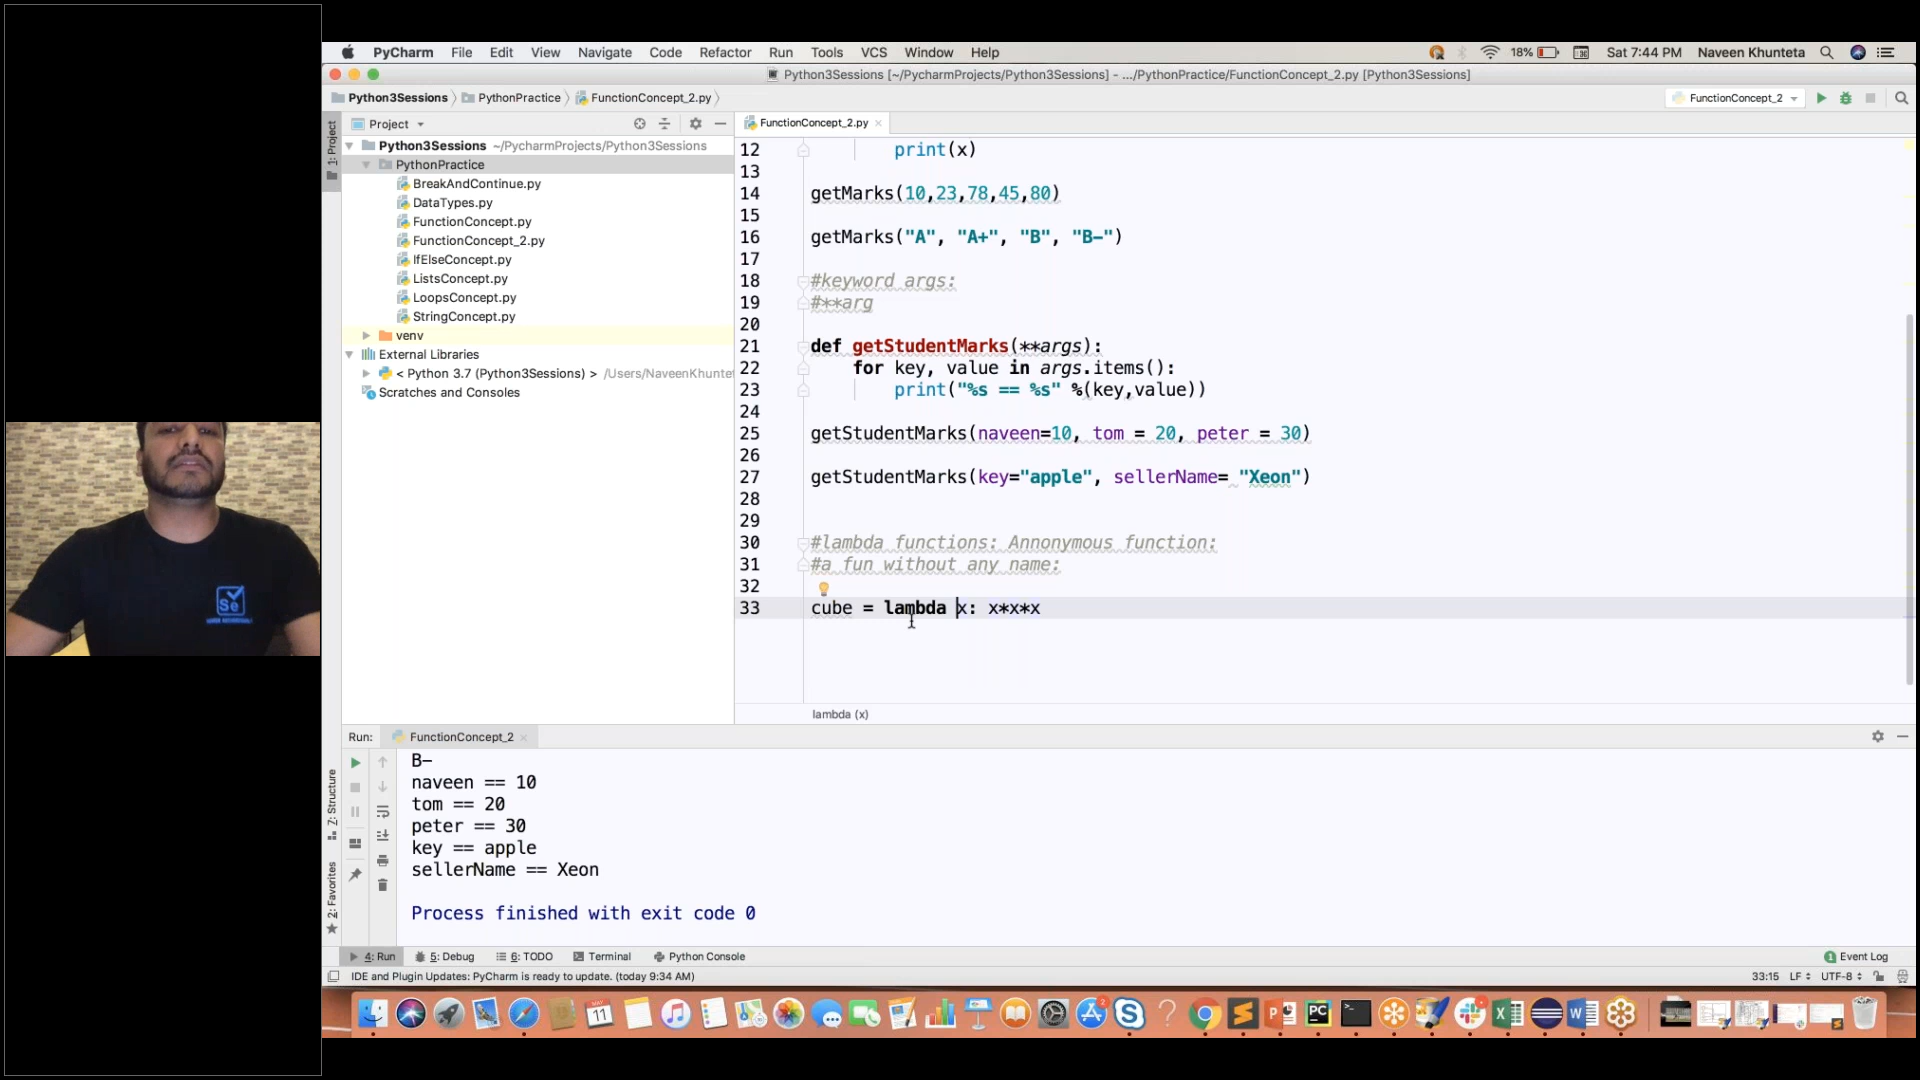 PyCharm File Edit View Navigate Code Refactor Run Tools VCS Window Help 18% Sat 7:44 PM Naveen Khunteta
Python3Sessions [~/PycharmProjects/Python3Sessions] - .../PythonPractice/FunctionConcept_2.py [Python3Sessions]
Python3Sessions PythonPractice FunctionConcept_2.py FunctionConcept_2
Project
FunctionConcept_2.py
1: Project
Python3Sessions ~/PycharmProjects/Python3Sessions
PythonPractice
BreakAndContinue.py
DataTypes.py
FunctionConcept.py
FunctionConcept_2.py
IfElseConcept.py
ListsConcept.py
LoopsConcept.py
StringConcept.py
venv
External Libraries
< Python 3.7 (Python3Sessions) > /Users/NaveenKhuntet
Scratches and Consoles
12 print(x)
13
14 getMarks(10,23,78,45,80)
15
16 getMarks("A", "A+", "B", "B-")
17
18 #keyword args:
19 #**arg
20
21 def getStudentMarks(**args):
22 for key, value in args.items():
23 print("%s == %s" %(key,value))
24
25 getStudentMarks(naveen=10, tom = 20, peter = 30)
26
27 getStudentMarks(key="apple", sellerName= "Xeon")
28
29
30 #lambda functions: Annonymous function:
31 #a fun without any name:
32
33 cube = lambda x: x*x*x
lambda (x)
Se
Run: FunctionConcept_2
B-
naveen == 10
tom == 20
peter == 30
key == apple
sellerName == Xeon
Process finished with exit code 0
7: Structure
2: Favorites
4: Run 5: Debug 6: TODO Terminal Python Console 1 Event Log
IDE and Plugin Updates: PyCharm is ready to update. (today 9:34 AM) 33:15 LF UTF-8
MAY
11
2
PC